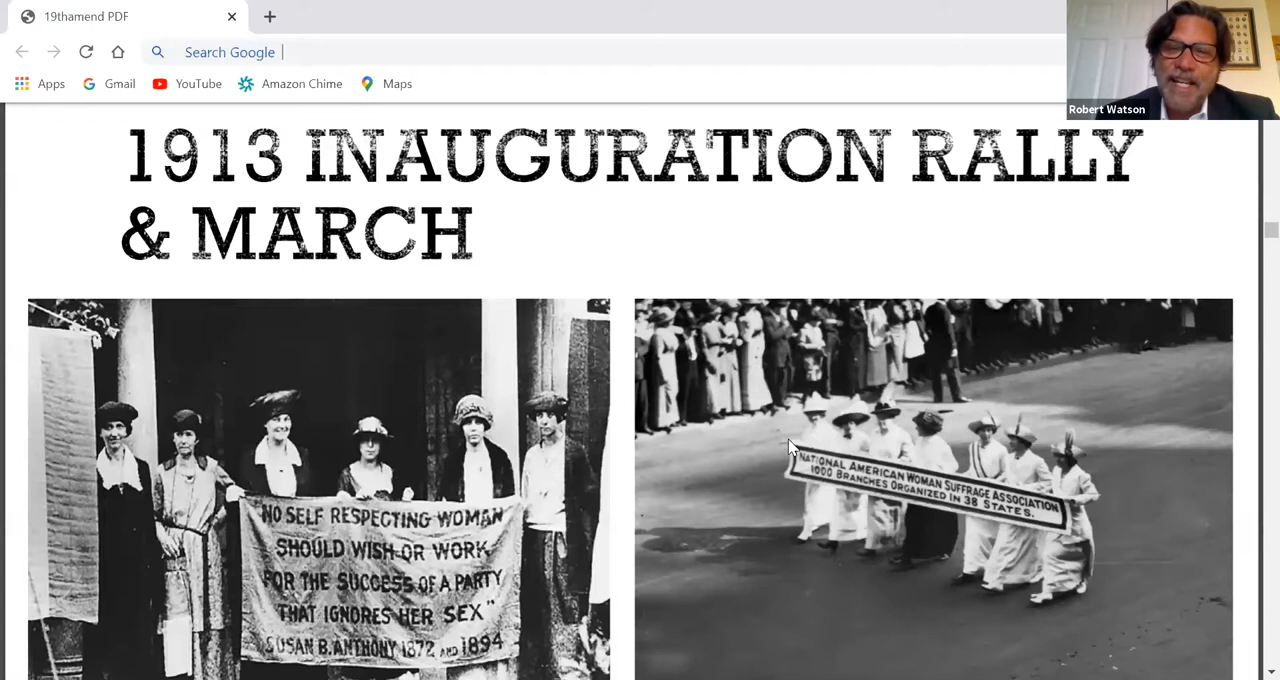 19thamend PDF
Search Google
Apps Gmail YouTube Amazon Chime Maps
Robert Watson
1913 INAUGURATION RALLY
& MARCH
"NO SELF RESPECTING WOMAN
SHOULD WISH OR WORK
FOR THE SUCCESS OF A PARTY
THAT IGNORES HER SEX"
SUSAN B. ANTHONY 1872 AND 1894
NATIONAL AMERICAN WOMAN SUFFRAGE ASSOCIATION
1000 BRANCHES ORGANIZED IN 38 STATES.